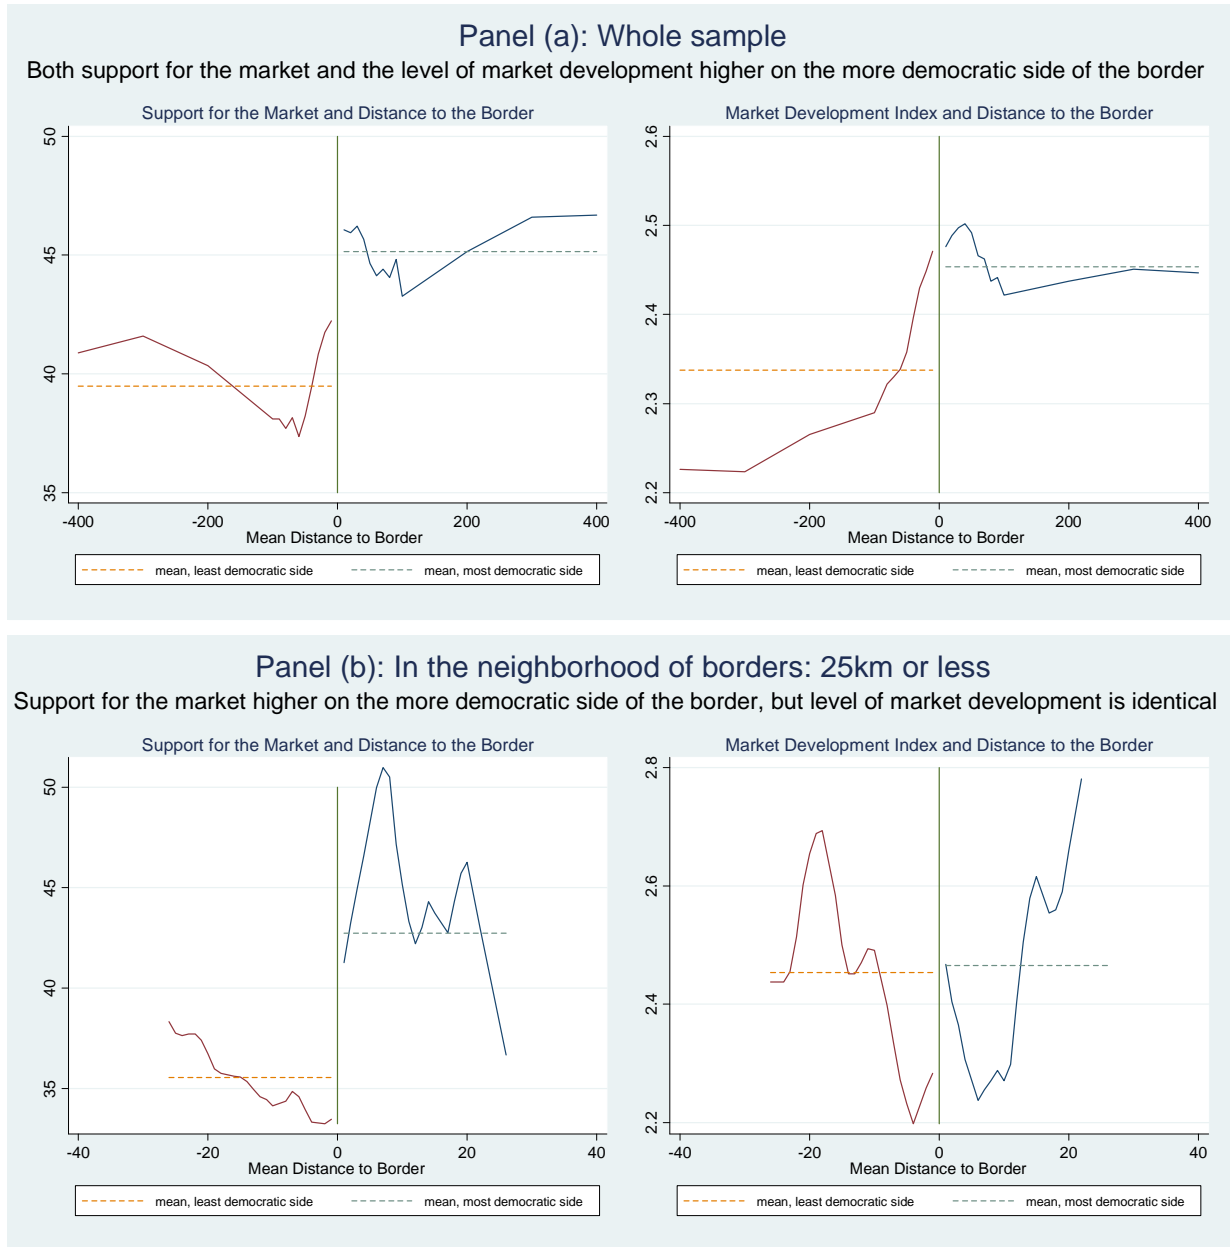 Panel (a): Whole sample
Both support for the market and the level of market development higher on the more democratic side of the border
Support for the Market and Distance to the Border
50
45
40
35
-400 -200 0 200 400
Mean Distance to Border
mean, least democratic side mean, most democratic side
Market Development Index and Distance to the Border
2.6
2.5
2.4
2.3
2.2
-400 -200 0 200 400
Mean Distance to Border
mean, least democratic side mean, most democratic side
Panel (b): In the neighborhood of borders: 25km or less
Support for the market higher on the more democratic side of the border, but level of market development is identical
Support for the Market and Distance to the Border
50
45
40
35
-40 -20 0 20 40
Mean Distance to Border
mean, least democratic side mean, most democratic side
Market Development Index and Distance to the Border
2.8
2.6
2.4
2.2
-40 -20 0 20 40
Mean Distance to Border
mean, least democratic side mean, most democratic side